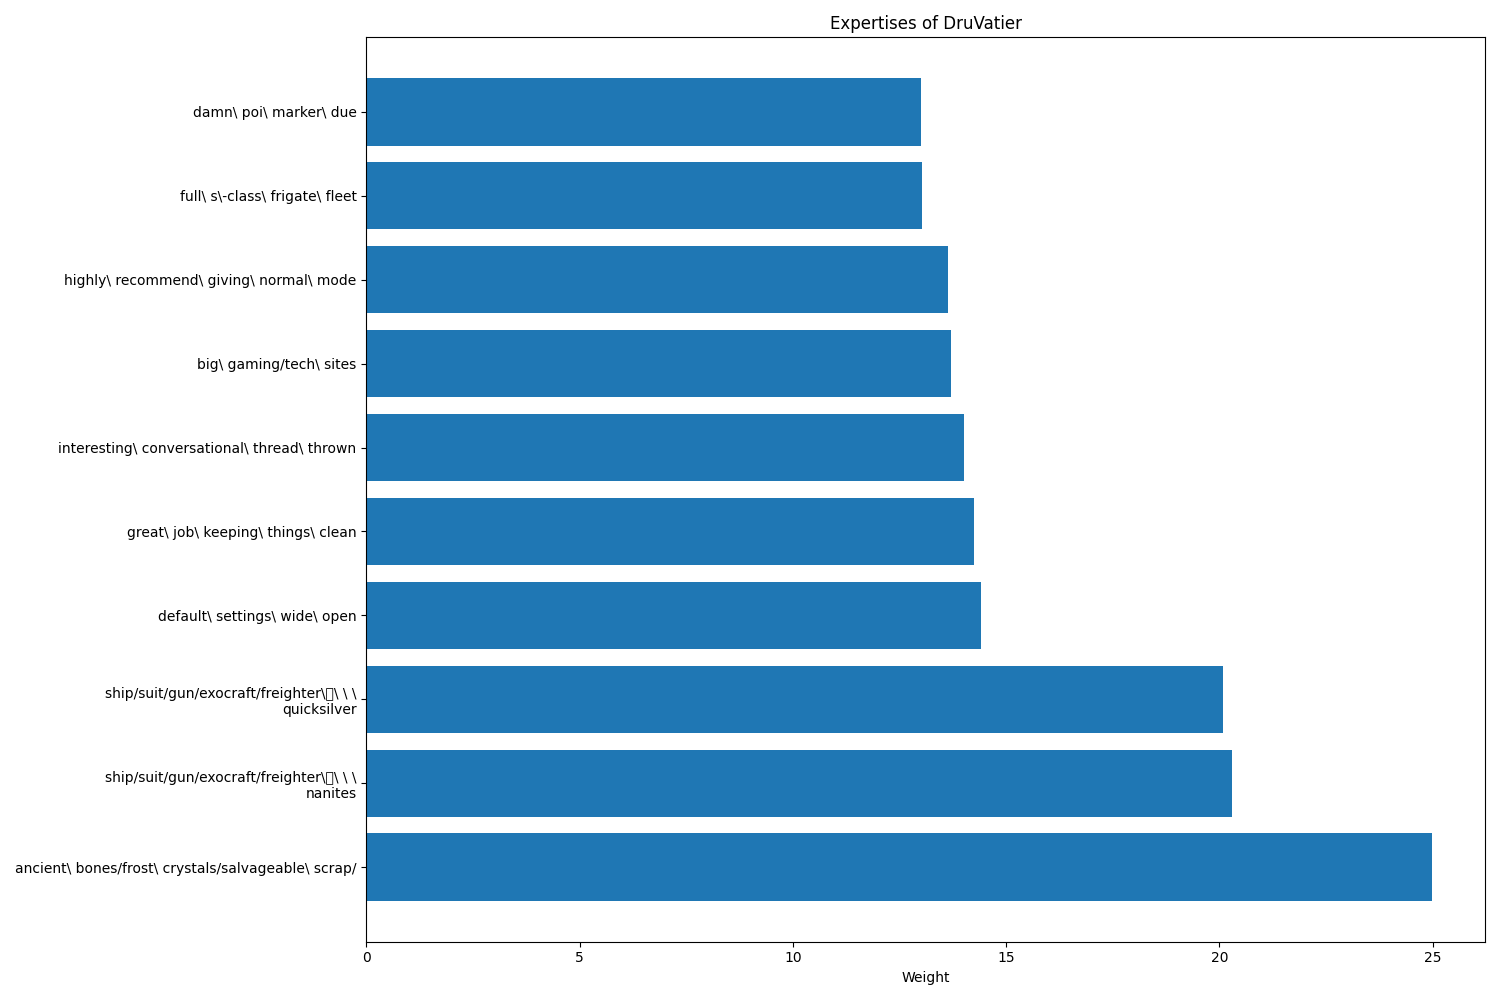 Expertises of DruVatier
damn\ poi\ marker\ due
full\ s\-class\ frigate\ fleet
highly\ recommend\ giving\ normal\ mode
big\ gaming/tech\ sites
interesting\ conversational\ thread\ thrown
great\ job\ keeping\ things\ clean
default\ settings\ wide\ open
ship/suit/gun/exocraft/freighter\▯\ \ \
quicksilver
ship/suit/gun/exocraft/freighter\▯\ \ \
nanites
ancient\ bones/frost\ crystals/salvageable\ scrap/
0 5 10 15 20 25
Weight